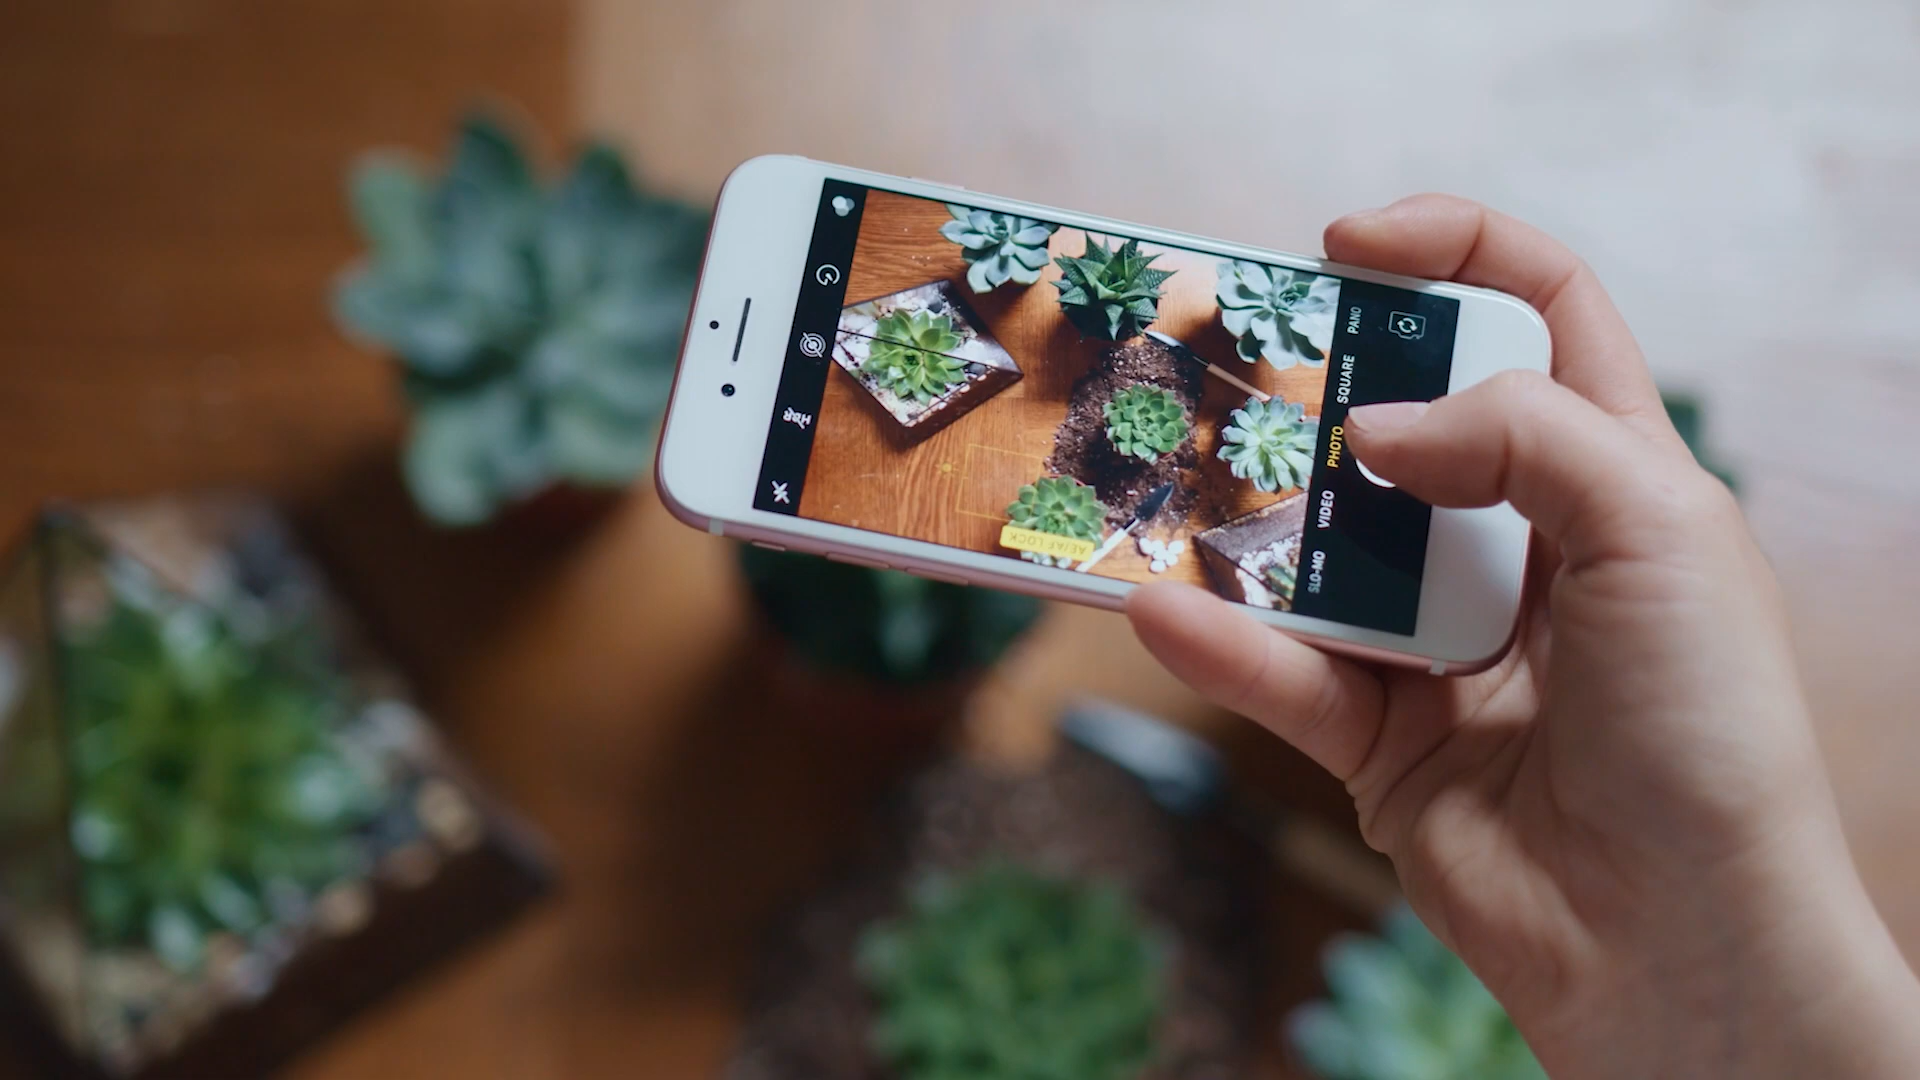 HDR
AE/AF LOCK
SLO-MO
VIDEO
PHOTO
SQUARE
PANO